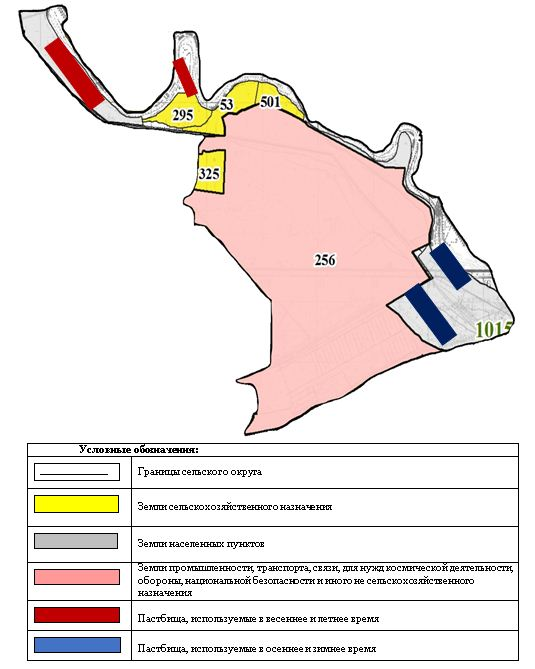 295
53
501
325
256
1015
Условные обозначения:
Границы сельского округа
Земли сельскохозяйственного назначения
Земли населенных пунктов
Земли промышленности, транспорта, связи, для нужд космической деятельности,
обороны, национальной безопасности и иного не сельскохозяйственного
назначения
Пастбища, используемые в весеннее и летнее время
Пастбища, используемые в осеннее и зимнее время